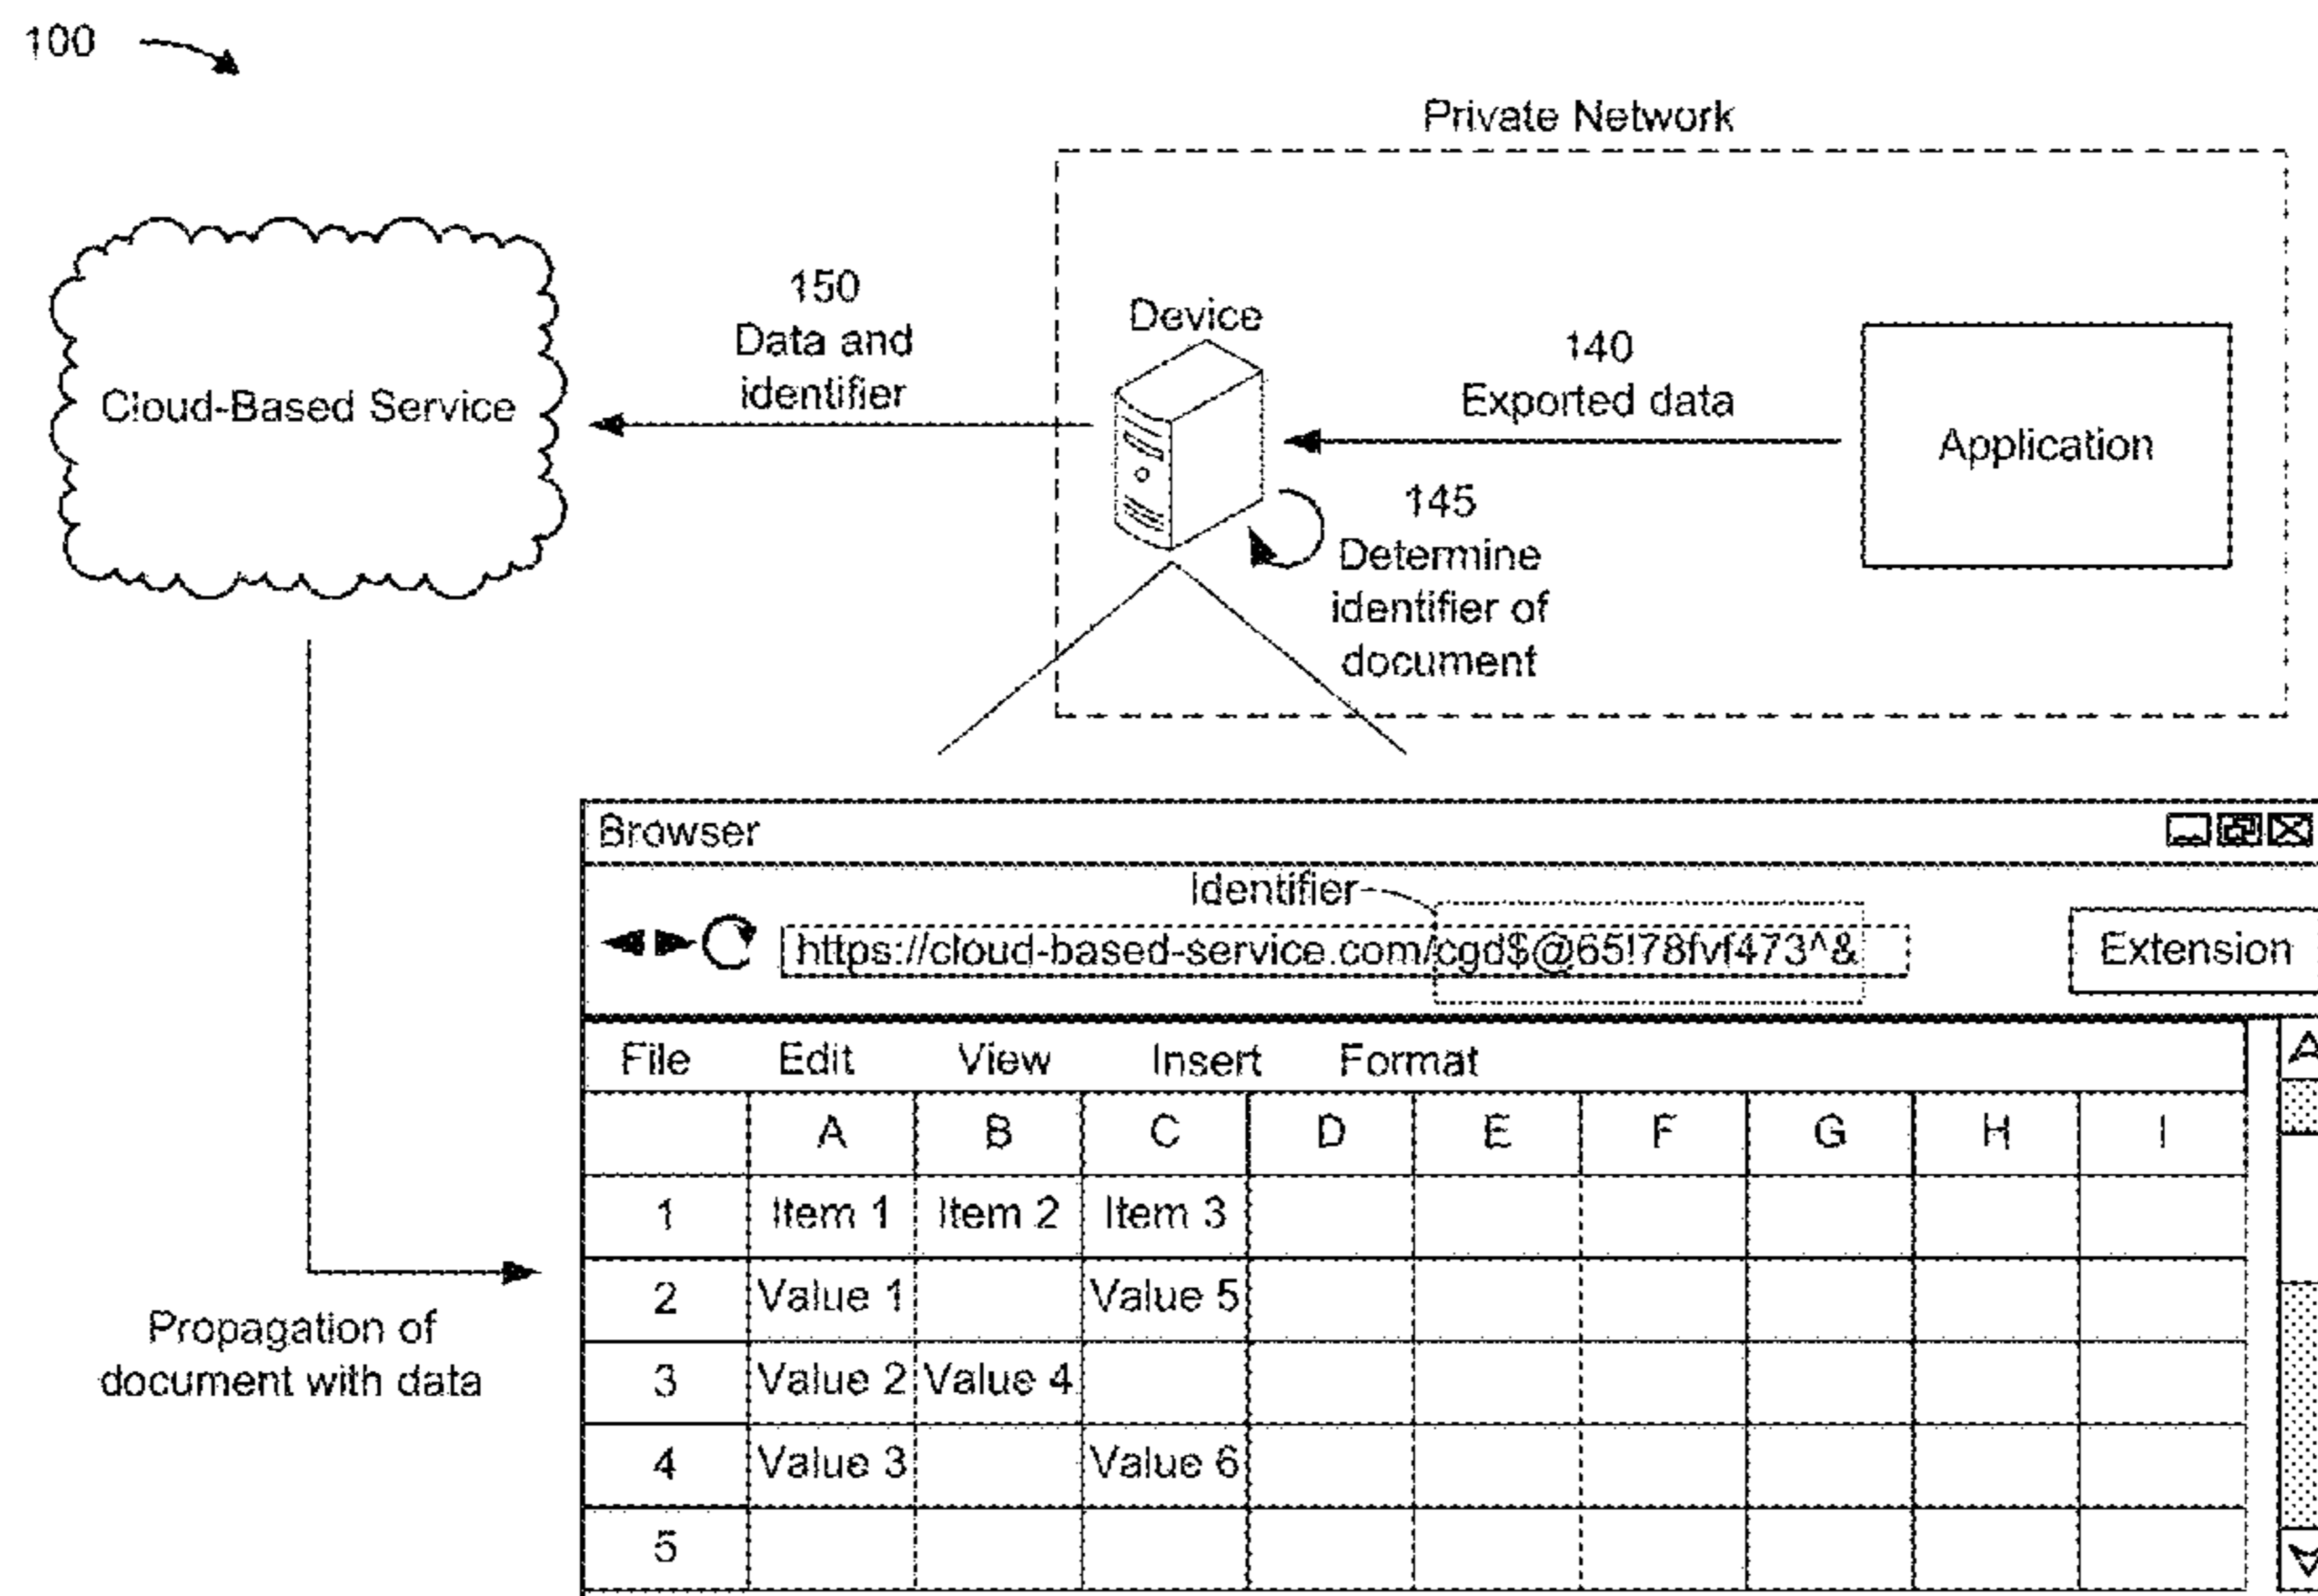 100
Private Network
150
Data and
identifier
Device
140
Exported data
Cloud-Based Service
Application
145
Determine
identifier of
document
Browser
Identifier
https://cloud-based-service.com/cgd$@65!78fvf473^&
Extension
File Edit View Insert Format
A B C D E F G H I
1 Item 1 Item 2 Item 3
2 Value 1 Value 5
3 Value 2 Value 4
4 Value 3 Value 6
5
Propagation of
document with data